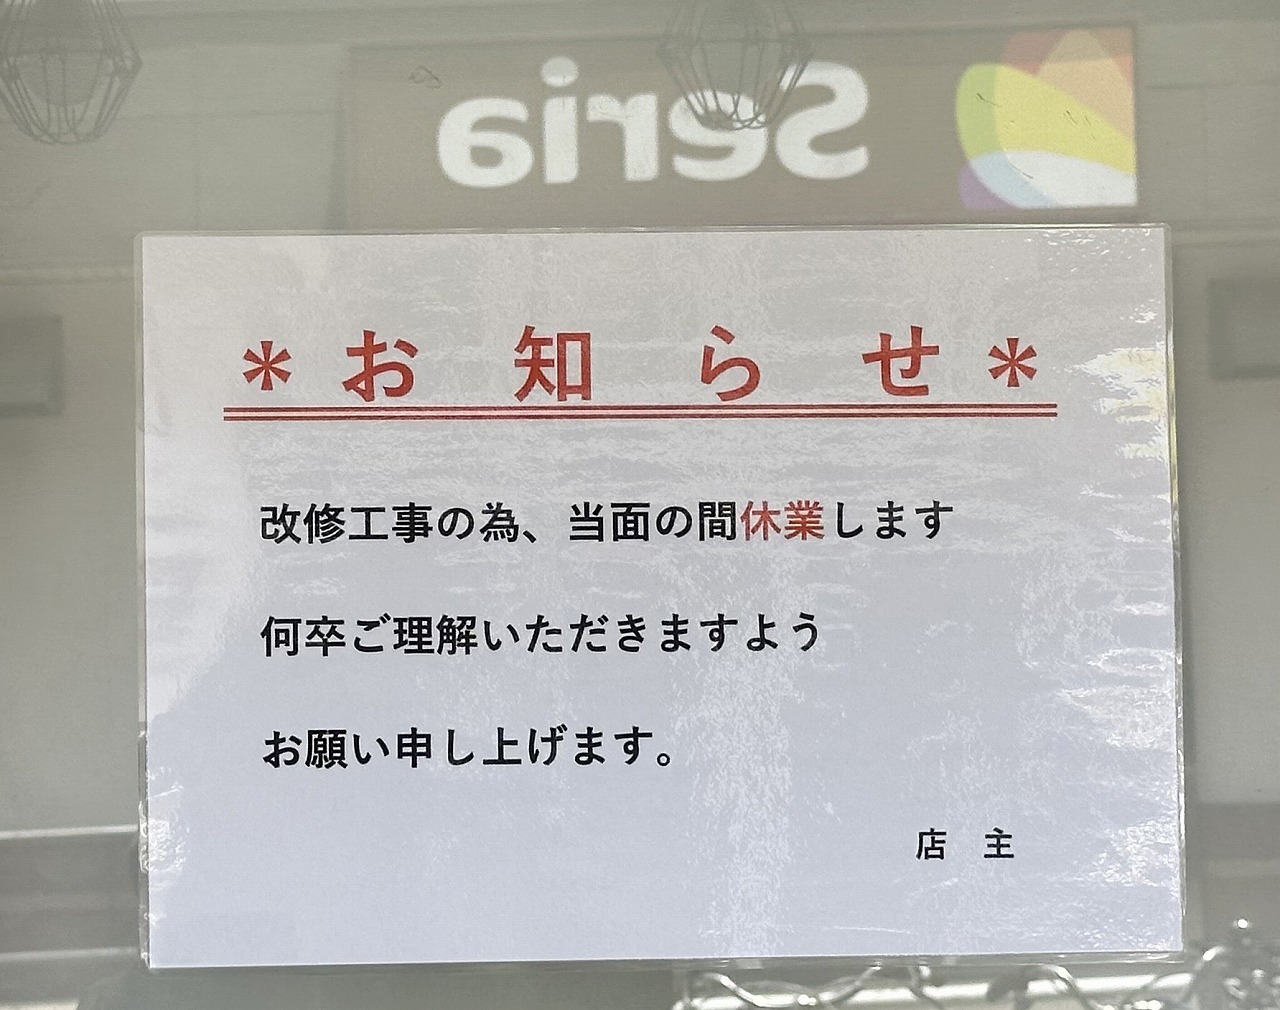 Seria
*お知らせ*
改修工事の為、当面の間休業します
何卒ご理解いただきますよう
お願い申し上げます。
店 主